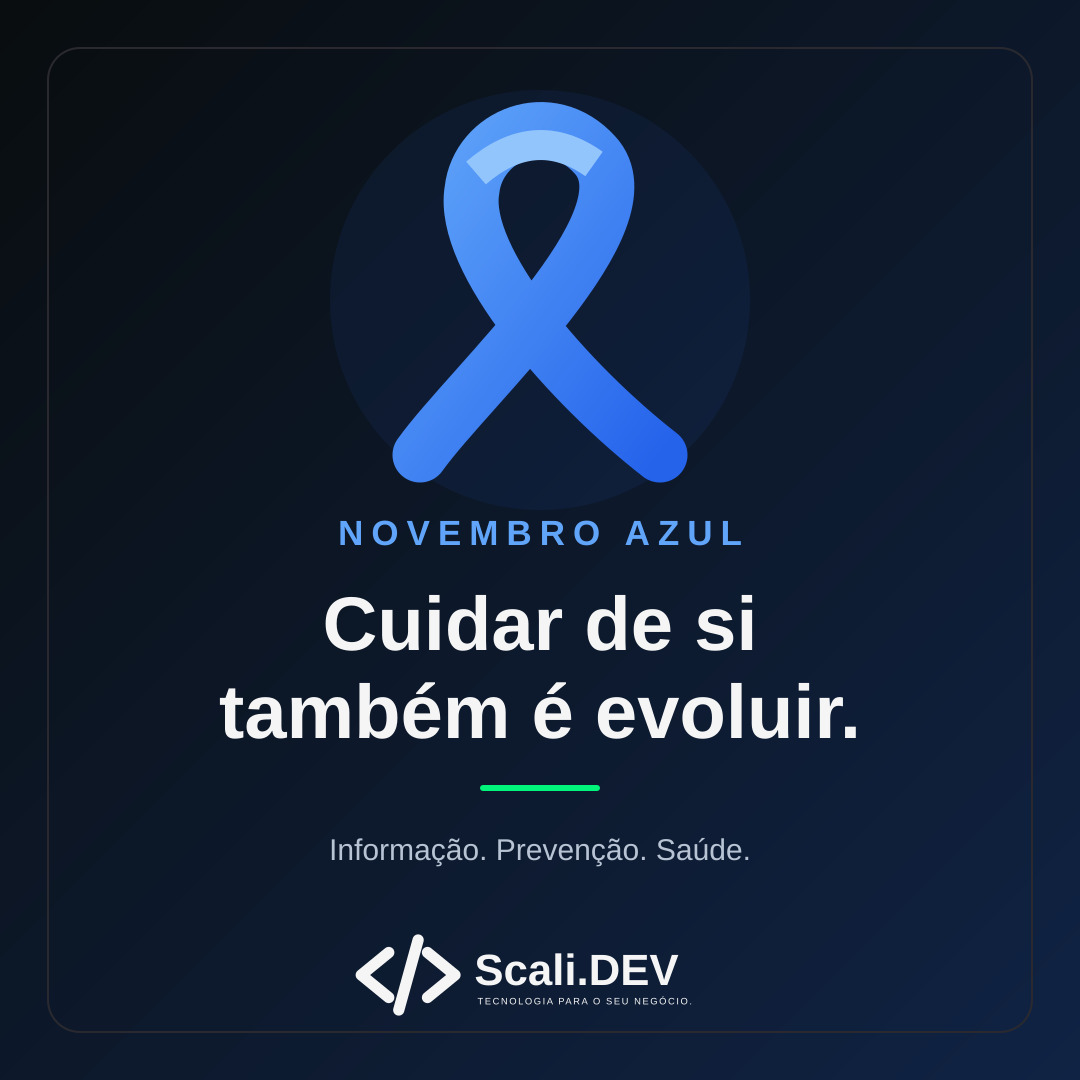 NOVEMBRO AZUL
Cuidar de si
também é evoluir.
Informação. Prevenção. Saúde.
</> Scali.DEV
TECNOLOGIA PARA O SEU NEGÓCIO.